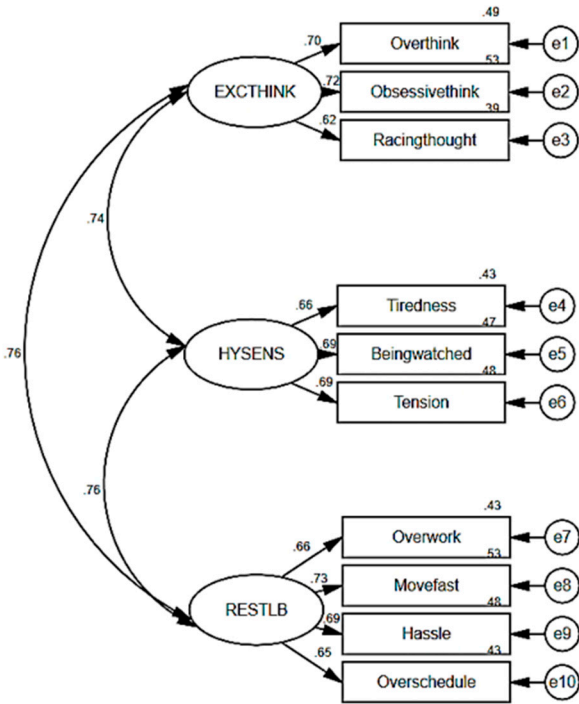 .49
.70
Overthink
e1
.53
EXCTHINK
.72
Obsessivethink
e2
.39
.62
Racingthought
e3
.74
.43
.66
Tiredness
e4
.47
HYSENS
.69
Beingwatched
e5
.48
.69
Tension
e6
.76
.76
.43
.66
Overwork
e7
.53
.73
Movefast
e8
.48
RESTLB
.69
Hassle
e9
.43
.65
Overschedule
e10